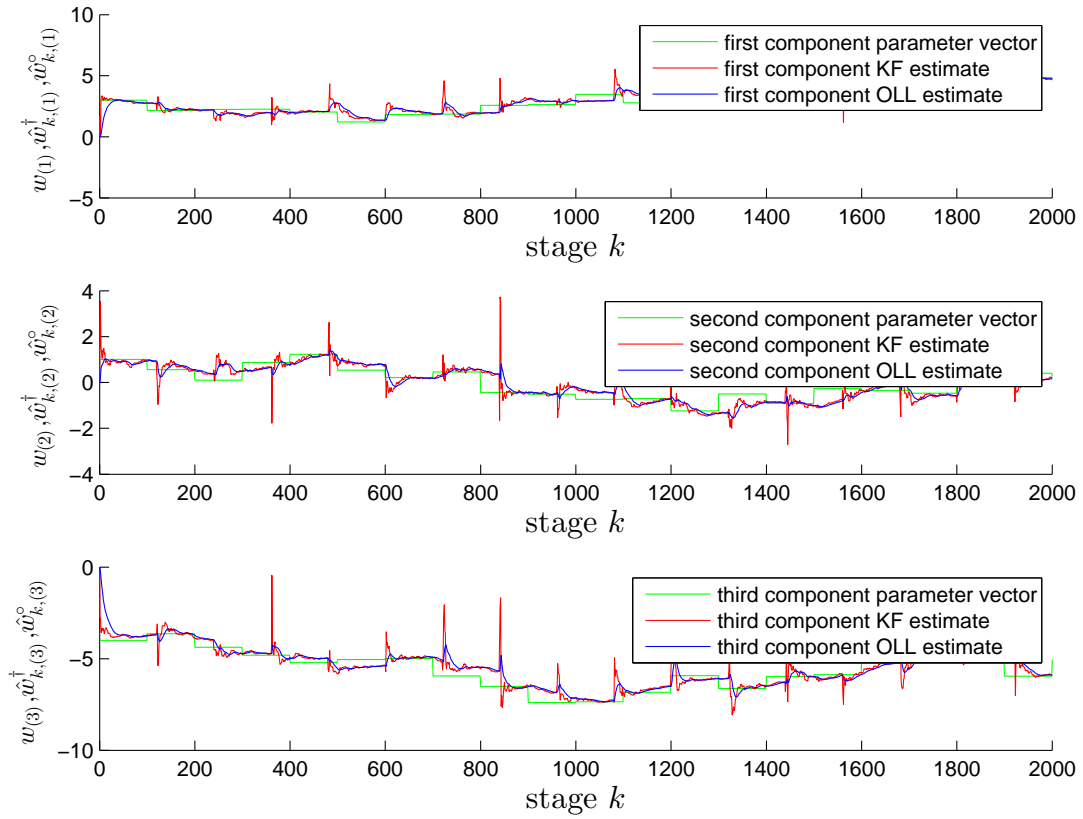 10
5
0
−5
w(1), ŵ†k,(1), ŵ°k,(1)
first component parameter vector
first component KF estimate
first component OLL estimate
0 200 400 600 800 1000 1200 1400 1600 1800 2000
stage k
4
2
0
−2
−4
w(2), ŵ†k,(2), ŵ°k,(2)
second component parameter vector
second component KF estimate
second component OLL estimate
0 200 400 600 800 1000 1200 1400 1600 1800 2000
stage k
0
−5
−10
w(3), ŵ†k,(3), ŵ°k,(3)
third component parameter vector
third component KF estimate
third component OLL estimate
0 200 400 600 800 1000 1200 1400 1600 1800 2000
stage k